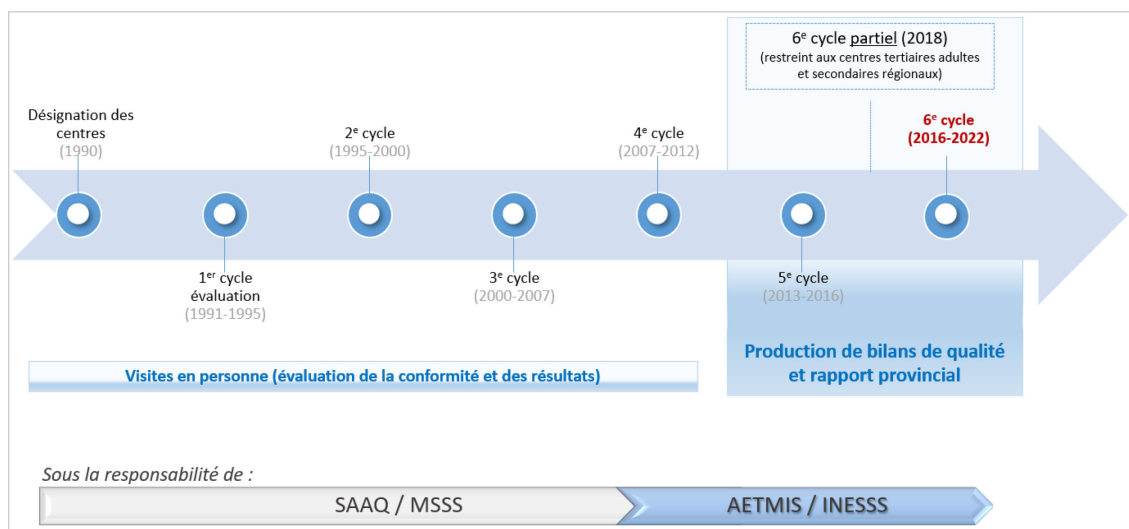 6e cycle partiel (2018)
(restreint aux centres tertiaires adultes
et secondaires régionaux)
Désignation des
centres
(1990)
2e cycle
(1995-2000)
4e cycle
(2007-2012)
6e cycle
(2016-2022)
1er cycle
évaluation
(1991-1995)
3e cycle
(2000-2007)
5e cycle
(2013-2016)
Visites en personne (évaluation de la conformité et des résultats)
Production de bilans de qualité
et rapport provincial
Sous la responsabilité de :
SAAQ / MSSS
AETMIS / INESSS